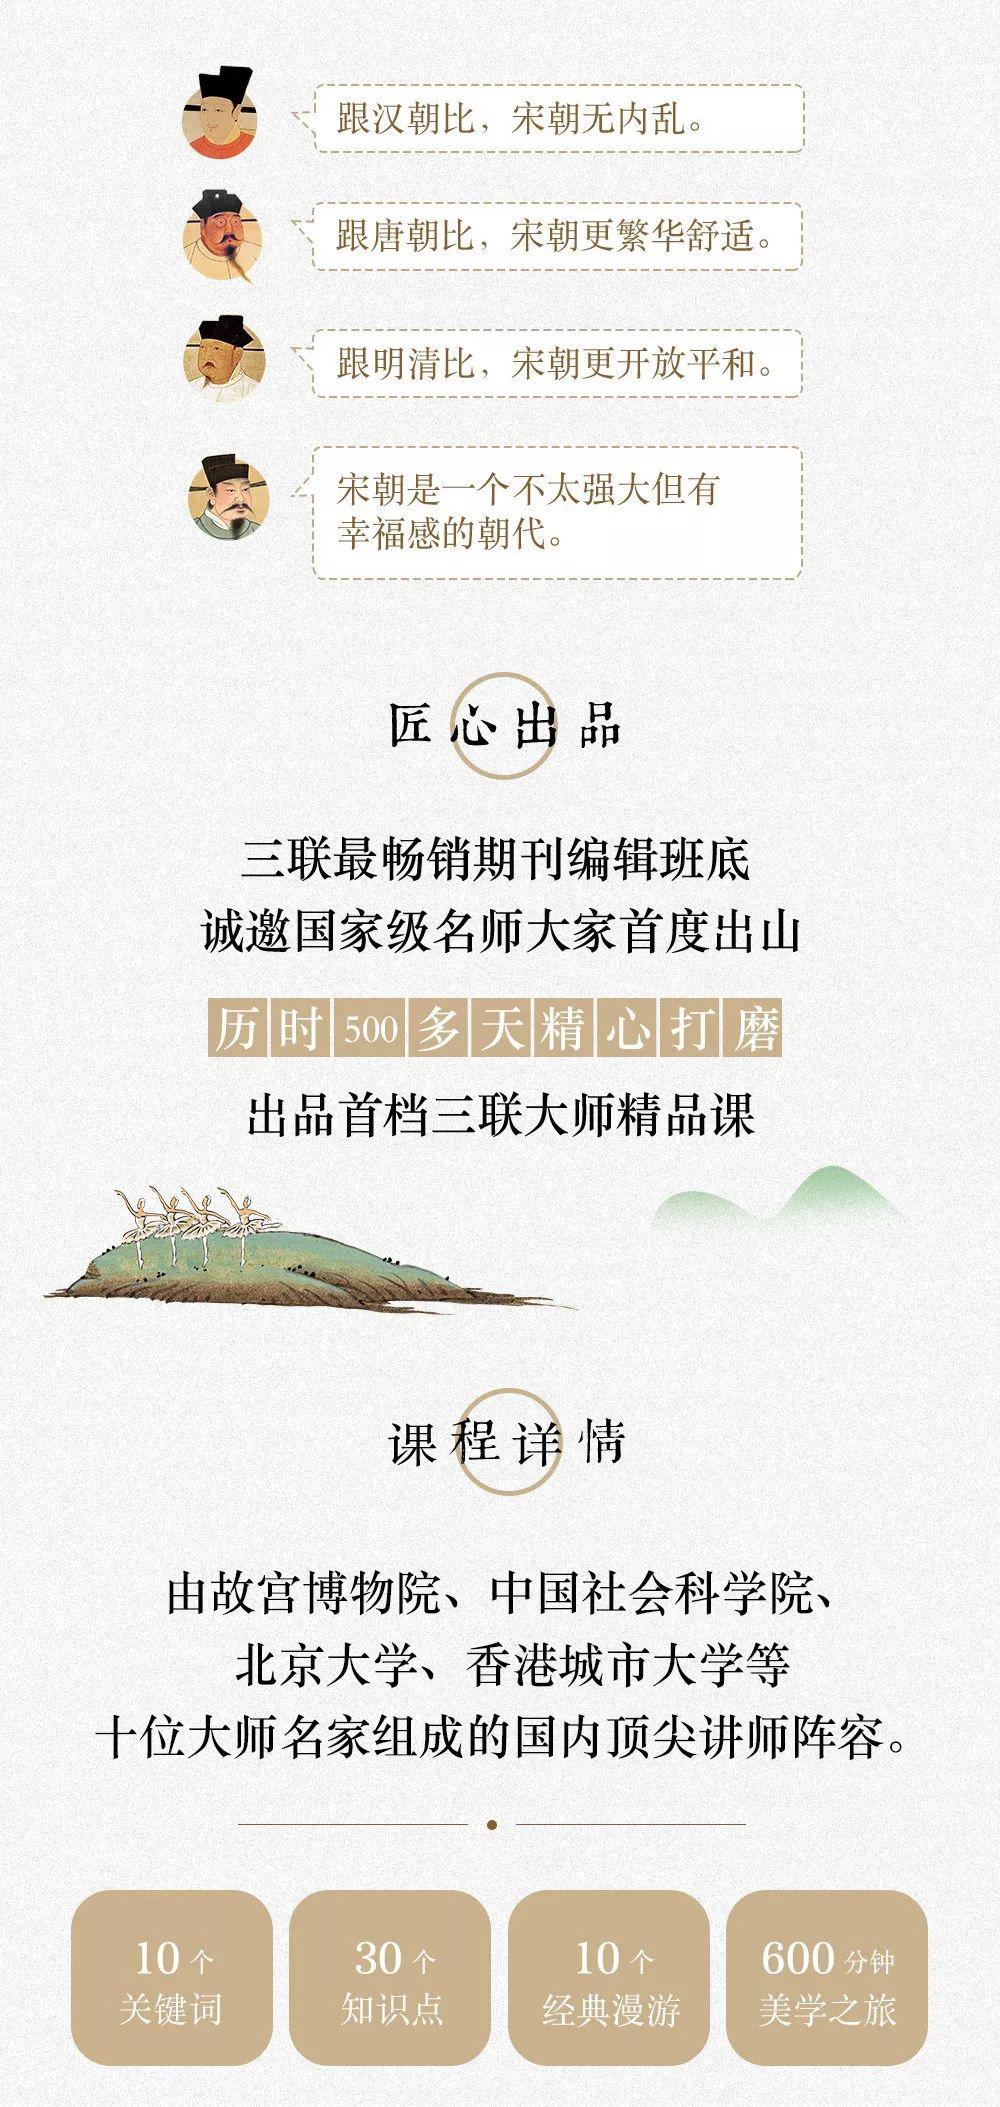 跟汉朝比，宋朝无内乱。
跟唐朝比，宋朝更繁华舒适。
跟明清比，宋朝更开放平和。
宋朝是一个不太强大但有
幸福感的朝代。
匠心出品
三联最畅销期刊编辑班底
诚邀国家级名师大家首度出山
历时500多天精心打磨
出品首档三联大师精品课
课程详情
由故宫博物院、中国社会科学院、
北京大学、香港城市大学等
十位大师名家组成的国内顶尖讲师阵容。
10个
关键词
30个
知识点
10个
经典漫游
600分钟
美学之旅